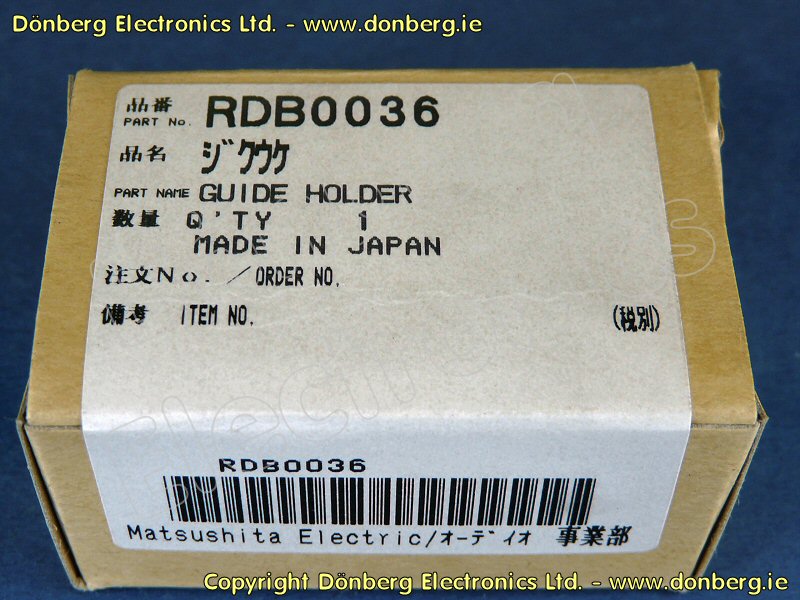 Dönberg Electronics Ltd. - www.donberg.ie
品番 PART No. RDB0036
品名 ジクウケ
PART NAME GUIDE HOLDER
数量 Q'TY 1
MADE IN JAPAN
注文No. /ORDER NO.
備考 ITEM NO. (税別)
RDB0036
Matsushita Electric/オーディオ 事業部
Copyright Dönberg Electronics Ltd. - www.donberg.ie